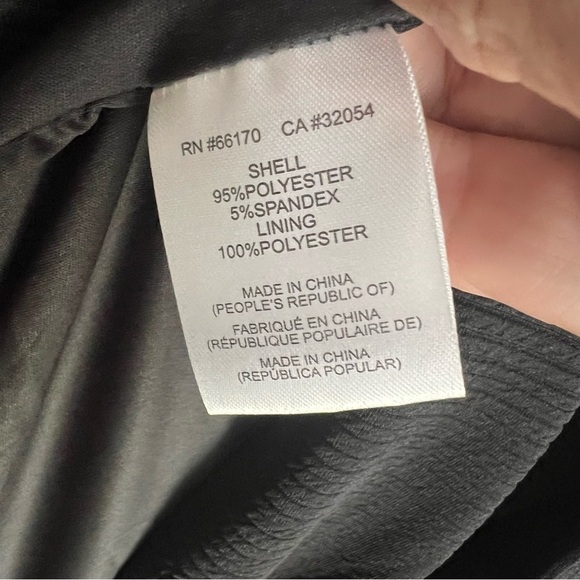 RN #66170 CA #32054
SHELL
95%POLYESTER
5%SPANDEX
LINING
100%POLYESTER
MADE IN CHINA
(PEOPLE'S REPUBLIC OF)
FABRIQUÉ EN CHINA
(RÉPUBLIQUE POPULAIRE DE)
MADE IN CHINA
(REPÚBLICA POPULAR)